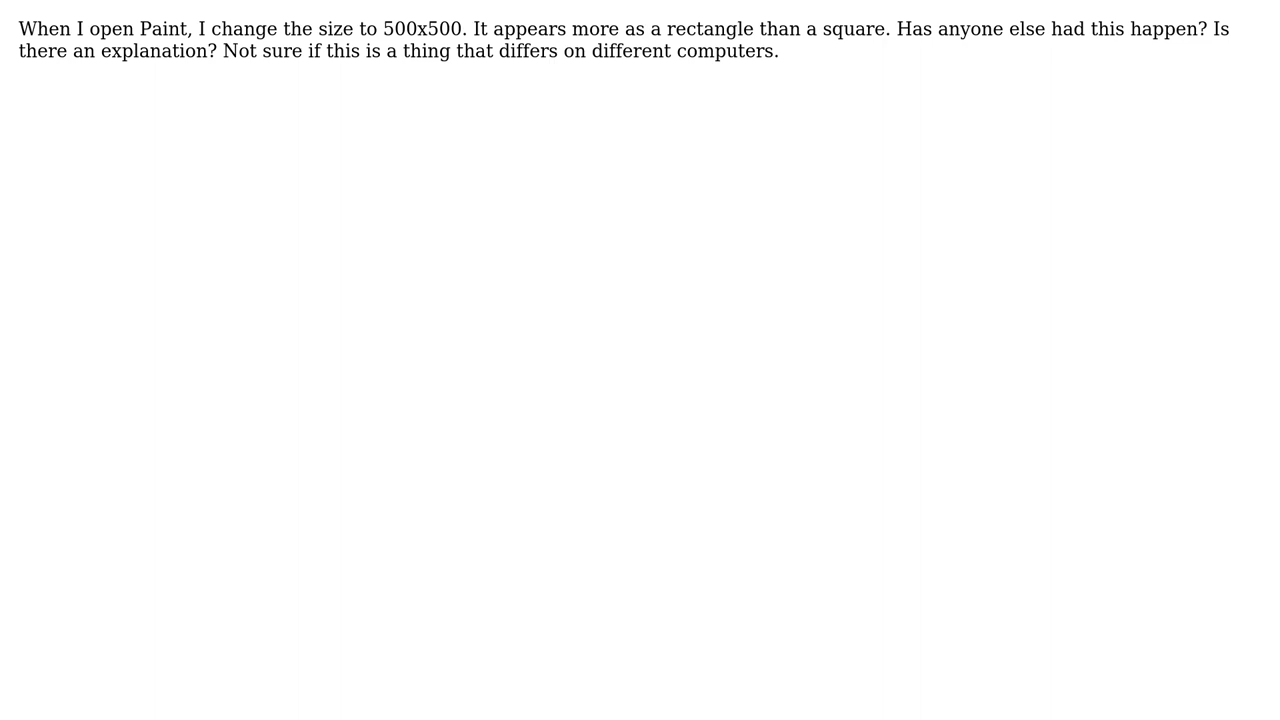 When I open Paint, I change the size to 500x500. It appears more as a rectangle than a square. Has anyone else had this happen? Is
there an explanation? Not sure if this is a thing that differs on different computers.